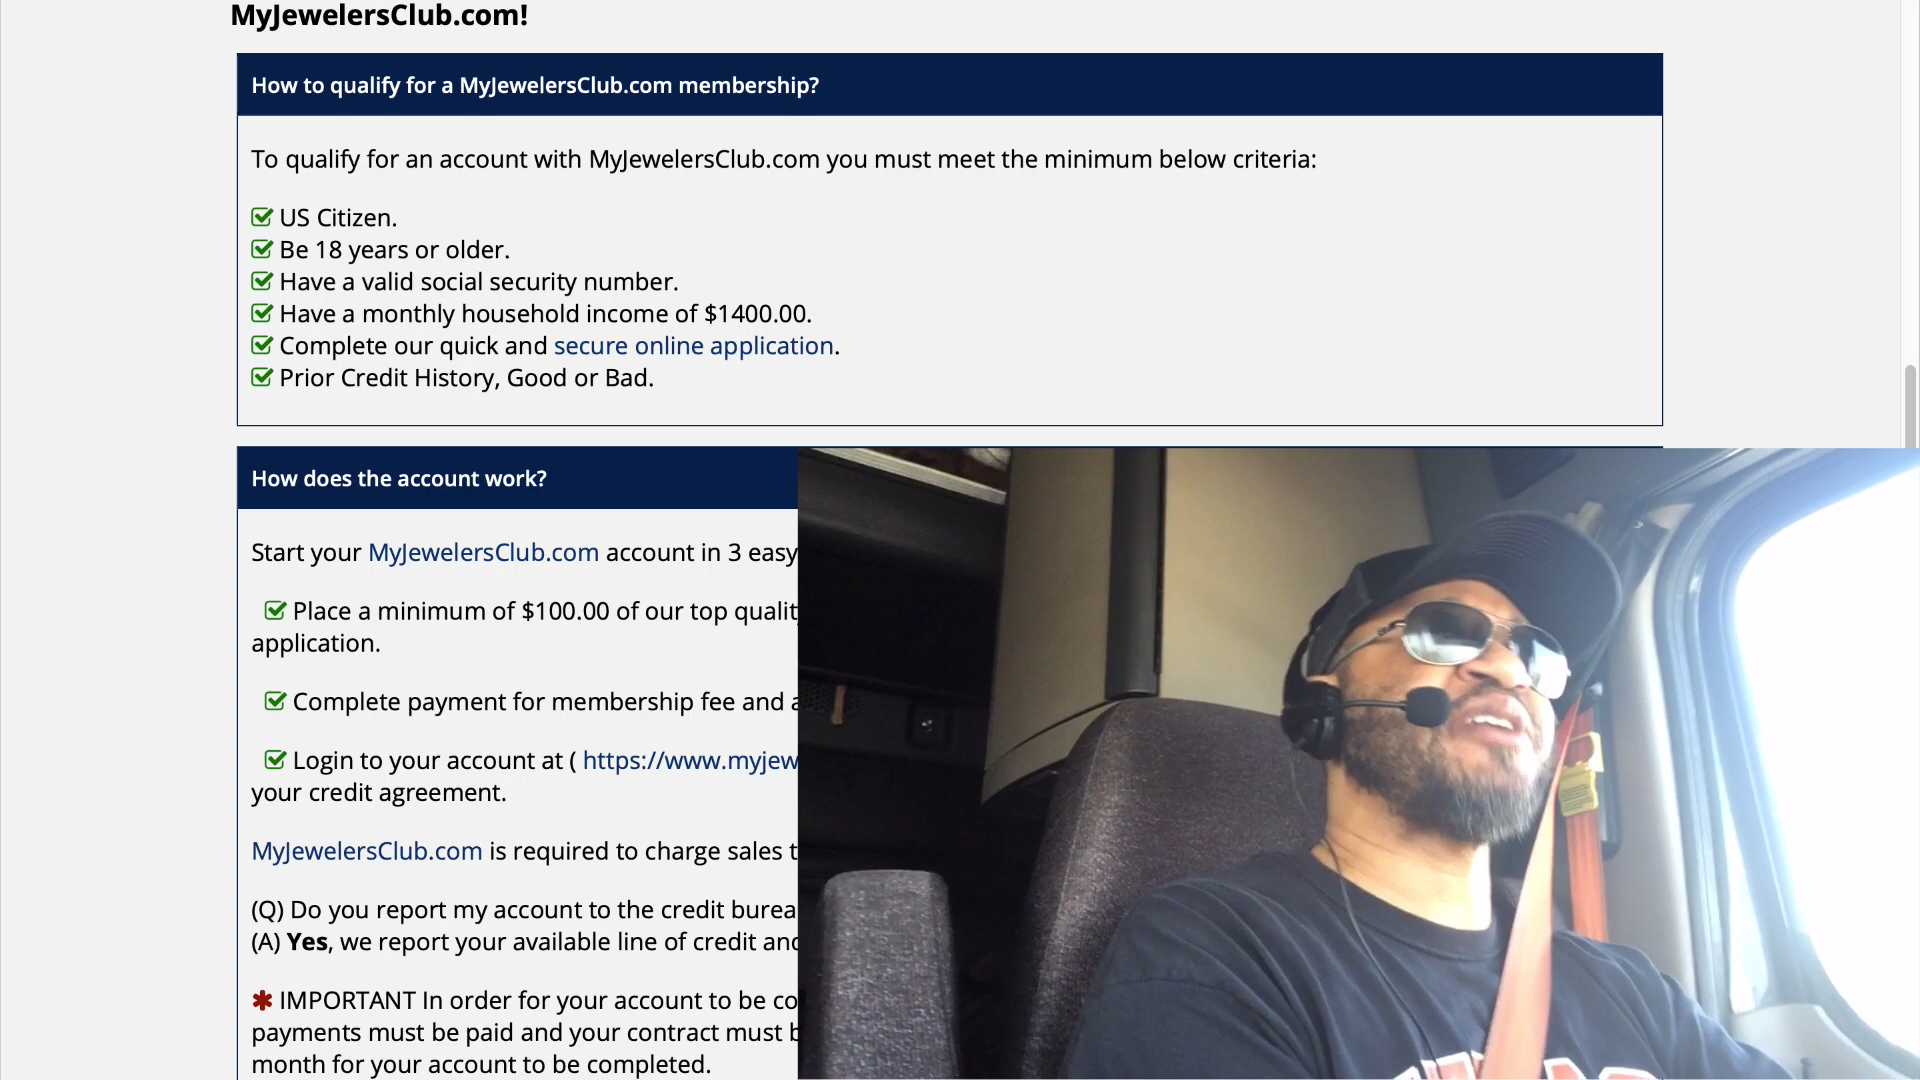 MyJewelersClub.com!
How to qualify for a MyJewelersClub.com membership?
To qualify for an account with MyJewelersClub.com you must meet the minimum below criteria:
US Citizen.
Be 18 years or older.
Have a valid social security number.
Have a monthly household income of $1400.00.
Complete our quick and secure online application.
Prior Credit History, Good or Bad.
How does the account work?
Start your MyJewelersClub.com account in 3 easy
Place a minimum of $100.00 of our top
application.
Complete payment for membership fee and
Login to your account at ( https://www.myjew
your credit agreement.
MyJewelersClub.com is required to charge sales
(Q) Do you report my account to the credit
(A) Yes, we report your available line of credit
IMPORTANT In order for your account to be
payments must be paid and your contract must
month for your account to be completed.